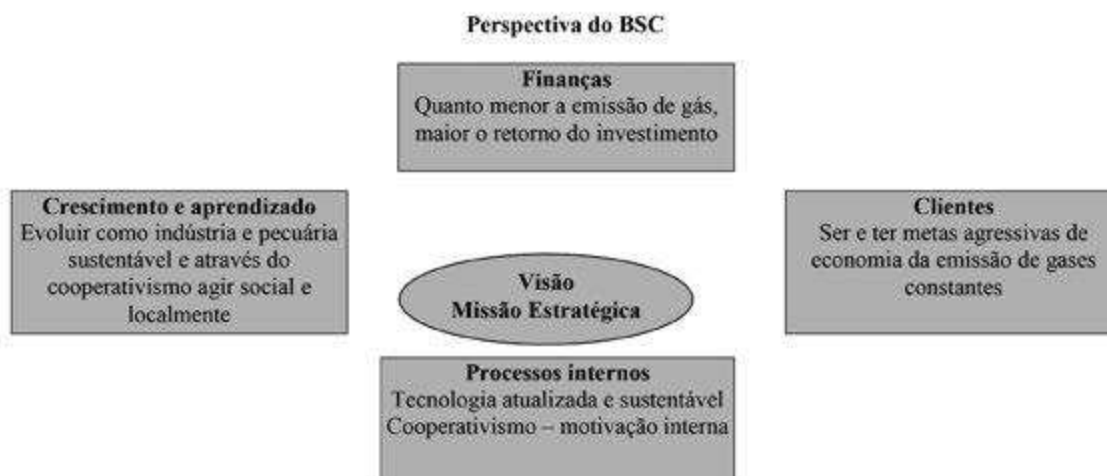 Perspectiva do BSC
Finanças
Quanto menor a emissão de gás,
maior o retorno do investimento
Crescimento e aprendizado
Evoluir como indústria e pecuária
sustentável e através do
cooperativismo agir social e
localmente
Clientes
Ser e ter metas agressivas de
economia da emissão de gases
constantes
Visão
Missão Estratégica
Processos internos
Tecnologia atualizada e sustentável
Cooperativismo – motivação interna